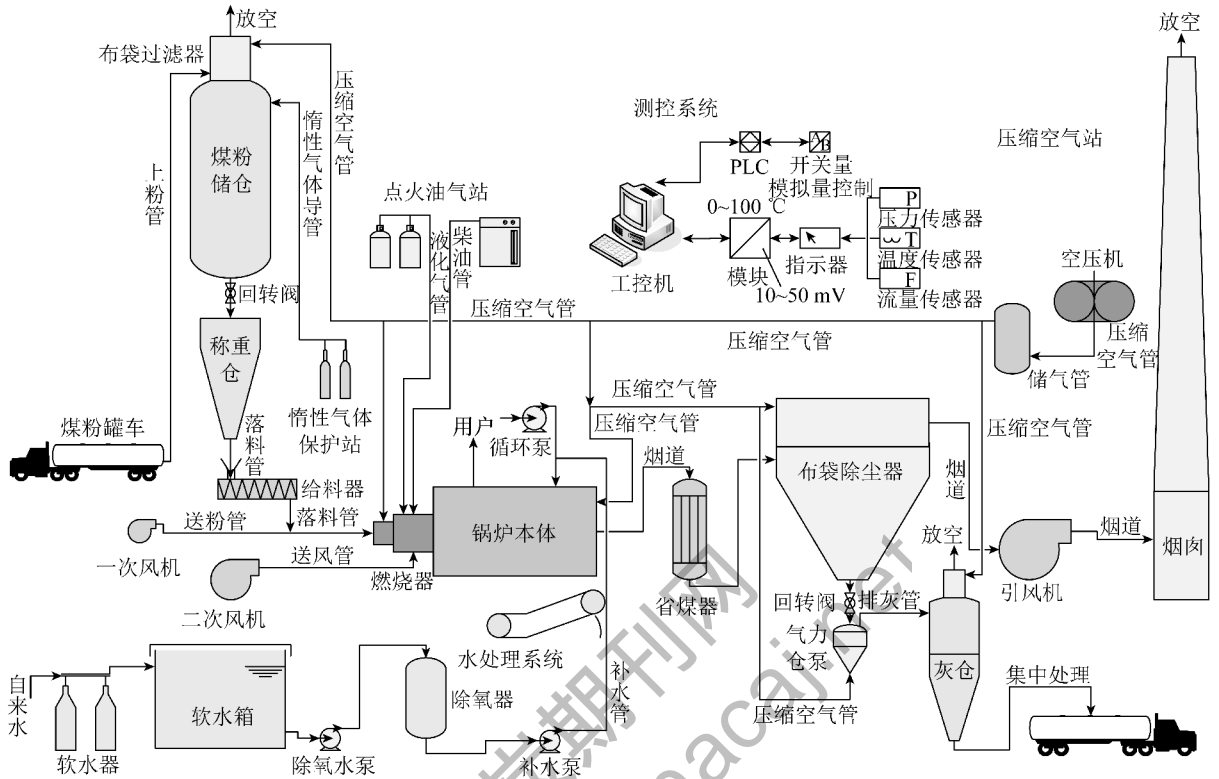 放空
布袋过滤器
压缩空气管
惰性气体导管
上粉管
煤粉
储仓
回转阀
称重
仓
惰性气体
保护站
煤粉罐车
落料管
给料器
落料管
送粉管
一次风机
送风管
二次风机
点火油气站
液化气管
柴油管
测控系统
PLC
开关量
模拟量控制
A
B
0~100 ℃
模块
10~50 mV
工控机
指示器
P
压力传感器
T
温度传感器
F
流量传感器
压缩空气站
空压机
压缩
空气管
储气管
放空
压缩空气管
压缩空气管
压缩空气管
压缩空气管
压缩空气管
用户
循环泵
烟道
锅炉本体
燃烧器
省煤器
布袋除尘器
烟道
烟道
烟囱
引风机
放空
回转阀
排灰管
气力
仓泵
灰仓
压缩空气管
集中处理
水处理系统
补水管
自来水
软水器
软水箱
除氧水泵
除氧器
补水泵
期刊网
macaj.net